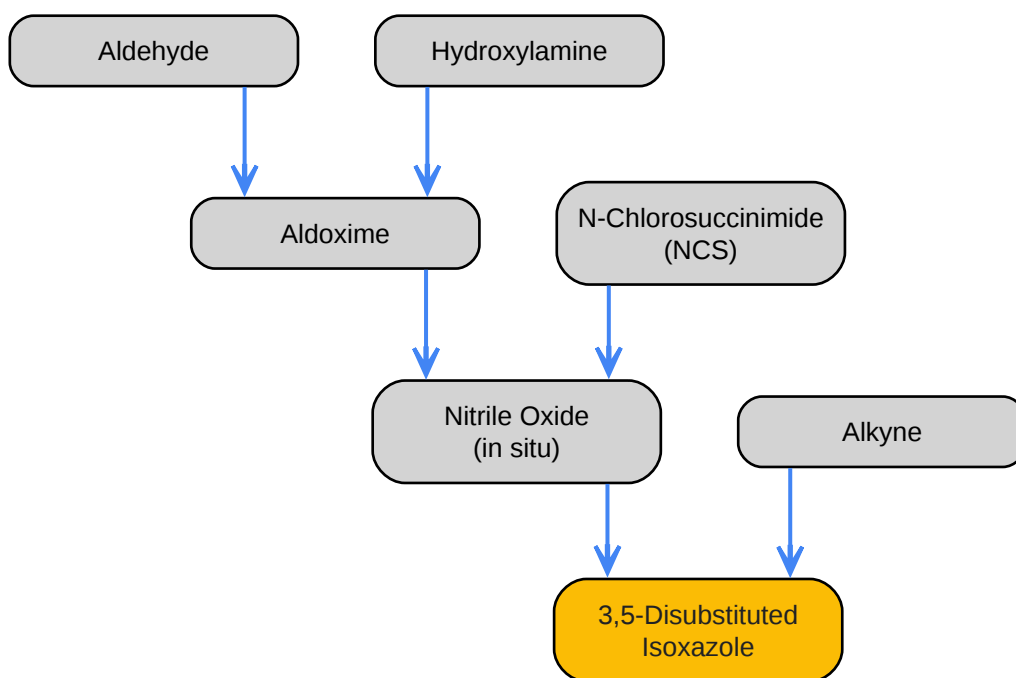 Aldehyde
Hydroxylamine
Aldoxime
N-Chlorosuccinimide
(NCS)
Nitrile Oxide
(in situ)
Alkyne
3,5-Disubstituted
Isoxazole